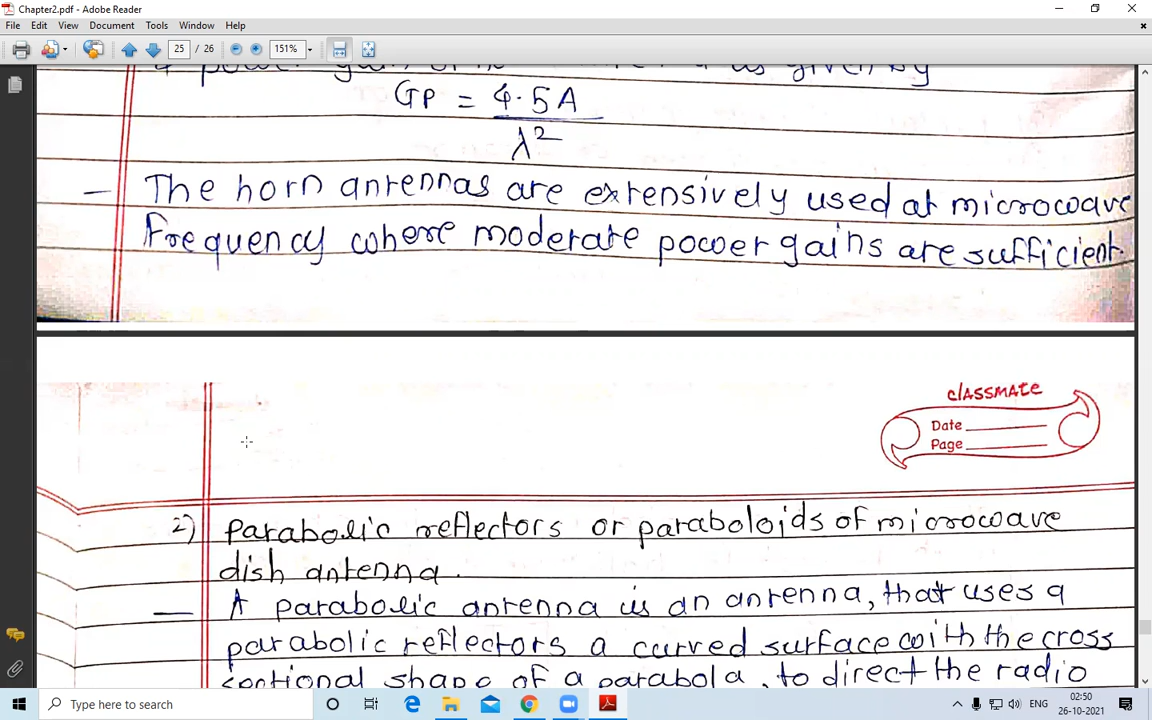 Chapter2.pdf - Adobe Reader
File Edit View Document Tools Window Help
25 / 26 151%
power gain given by
Gp = 4.5A
λ²
— The horn antennas are extensively used at microwave
Frequency where moderate power gains are sufficient.
classmate
Date
Page
2) Parabolic reflectors or paraboloids of microwave
dish antenna.
— A parabolic antenna is an antenna, that uses a
parabolic reflectors a curved surface with the cross
sectional shape of a parabola, to direct the radio
Type here to search
ENG
02:50
26-10-2021